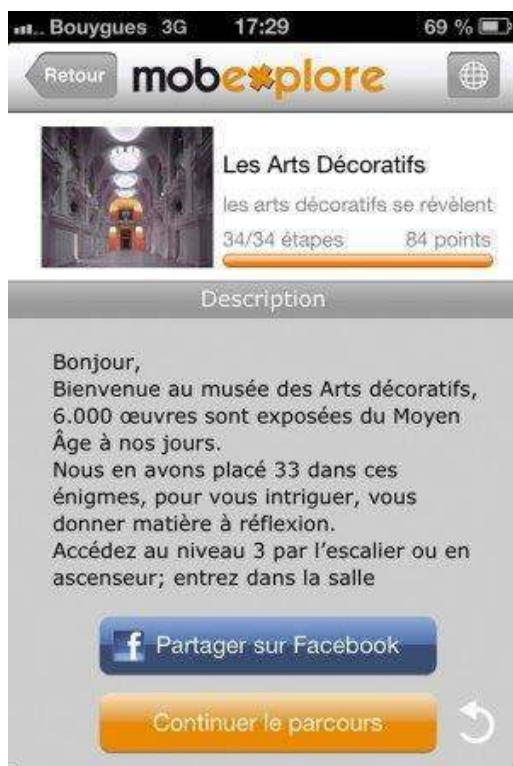 Bouygues 3G 17:29 69 %
Retour mobexplore
Les Arts Décoratifs
les arts décoratifs se révèlent
34/34 étapes 84 points
Description
Bonjour,
Bienvenue au musée des Arts décoratifs,
6.000 œuvres sont exposées du Moyen
Âge à nos jours.
Nous en avons placé 33 dans ces
énigmes, pour vous intriguer, vous
donner matière à réflexion.
Accédez au niveau 3 par l’escalier ou en
ascenseur; entrez dans la salle
f Partager sur Facebook
Continuer le parcours